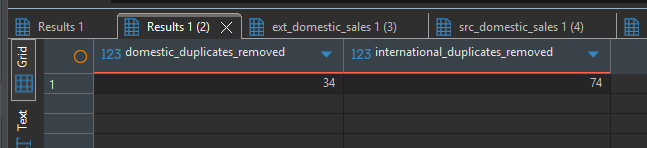 Results 1 Results 1 (2) ext_domestic_sales 1 (3) src_domestic_sales 1 (4)
Grid
123 domestic_duplicates_removed 123 international_duplicates_removed
1 34 74
Text